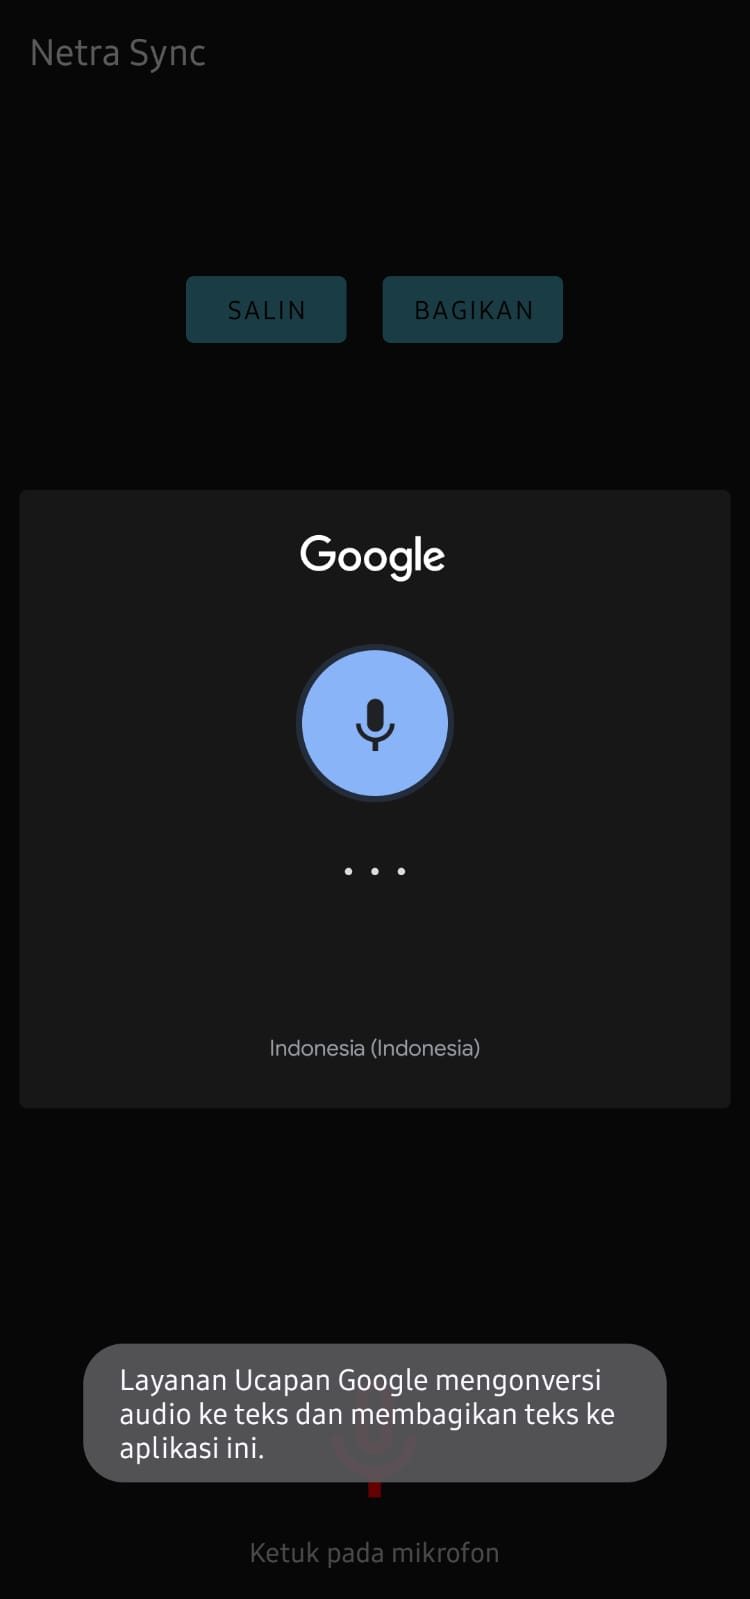 Netra Sync
SALIN
BAGIKAN
Google
Indonesia (Indonesia)
Layanan Ucapan Google mengonversi
audio ke teks dan membagikan teks ke
aplikasi ini.
Ketuk pada mikrofon